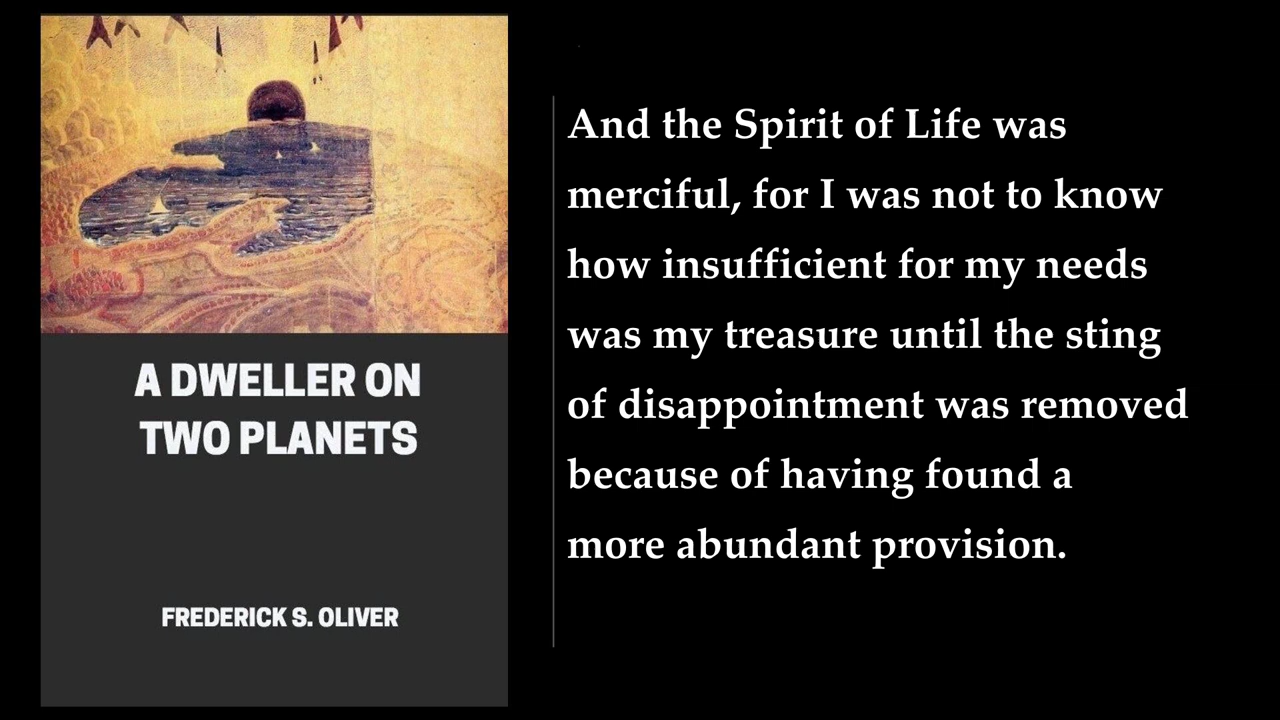 A DWELLER ON
TWO PLANETS
FREDERICK S. OLIVER
And the Spirit of Life was
merciful, for I was not to know
how insufficient for my needs
was my treasure until the sting
of disappointment was removed
because of having found a
more abundant provision.